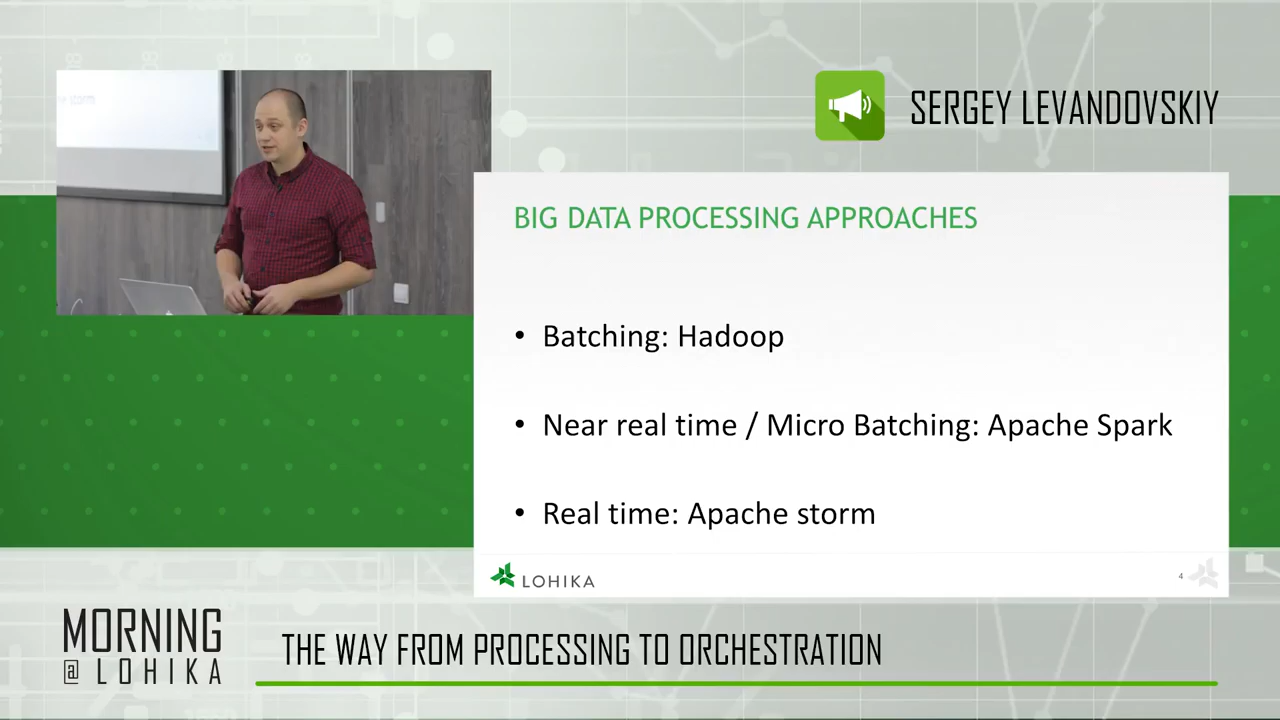 SERGEY LEVANDOVSKIY
BIG DATA PROCESSING APPROACHES
• Batching: Hadoop
• Near real time / Micro Batching: Apache Spark
• Real time: Apache storm
LOHIKA
4
MORNING
@ LOHIKA
THE WAY FROM PROCESSING TO ORCHESTRATION